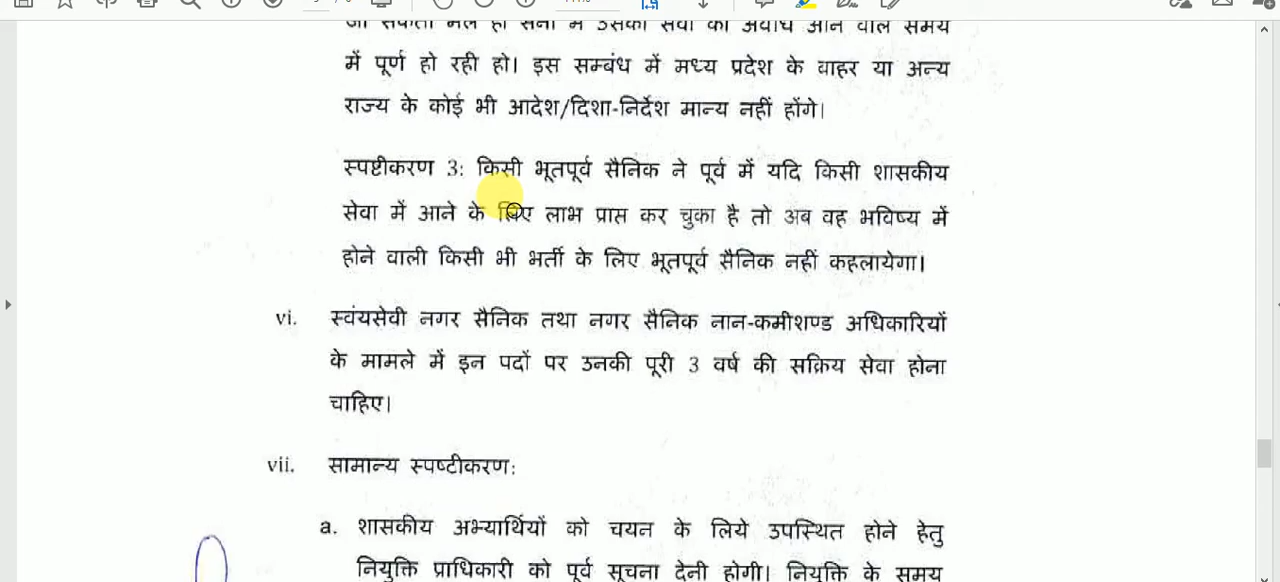 में पूर्ण हो रही हो। इस सम्बंध में मध्य प्रदेश के बाहर या अन्य
राज्य के कोई भी आदेश/दिशा-निर्देश मान्य नहीं होंगे।
स्पष्टीकरण 3: किसी भूतपूर्व सैनिक ने पूर्व में यदि किसी शासकीय
सेवा में आने के लिए लाभ प्राप्त कर चुका है तो अब वह भविष्य में
होने वाली किसी भी भर्ती के लिए भूतपूर्व सैनिक नहीं कहलायेगा।
vi. स्वंयसेवी नगर सैनिक तथा नगर सैनिक नान-कमीशण्ड अधिकारियों
के मामले में इन पदों पर उनकी पूरी 3 वर्ष की सक्रिय सेवा होना
चाहिए।
vii. सामान्य स्पष्टीकरण:
a. शासकीय अभ्यार्थियों को चयन के लिये उपस्थित होने हेतु
नियुक्ति प्राधिकारी को पूर्व सूचना देनी होगी। नियुक्ति के समय